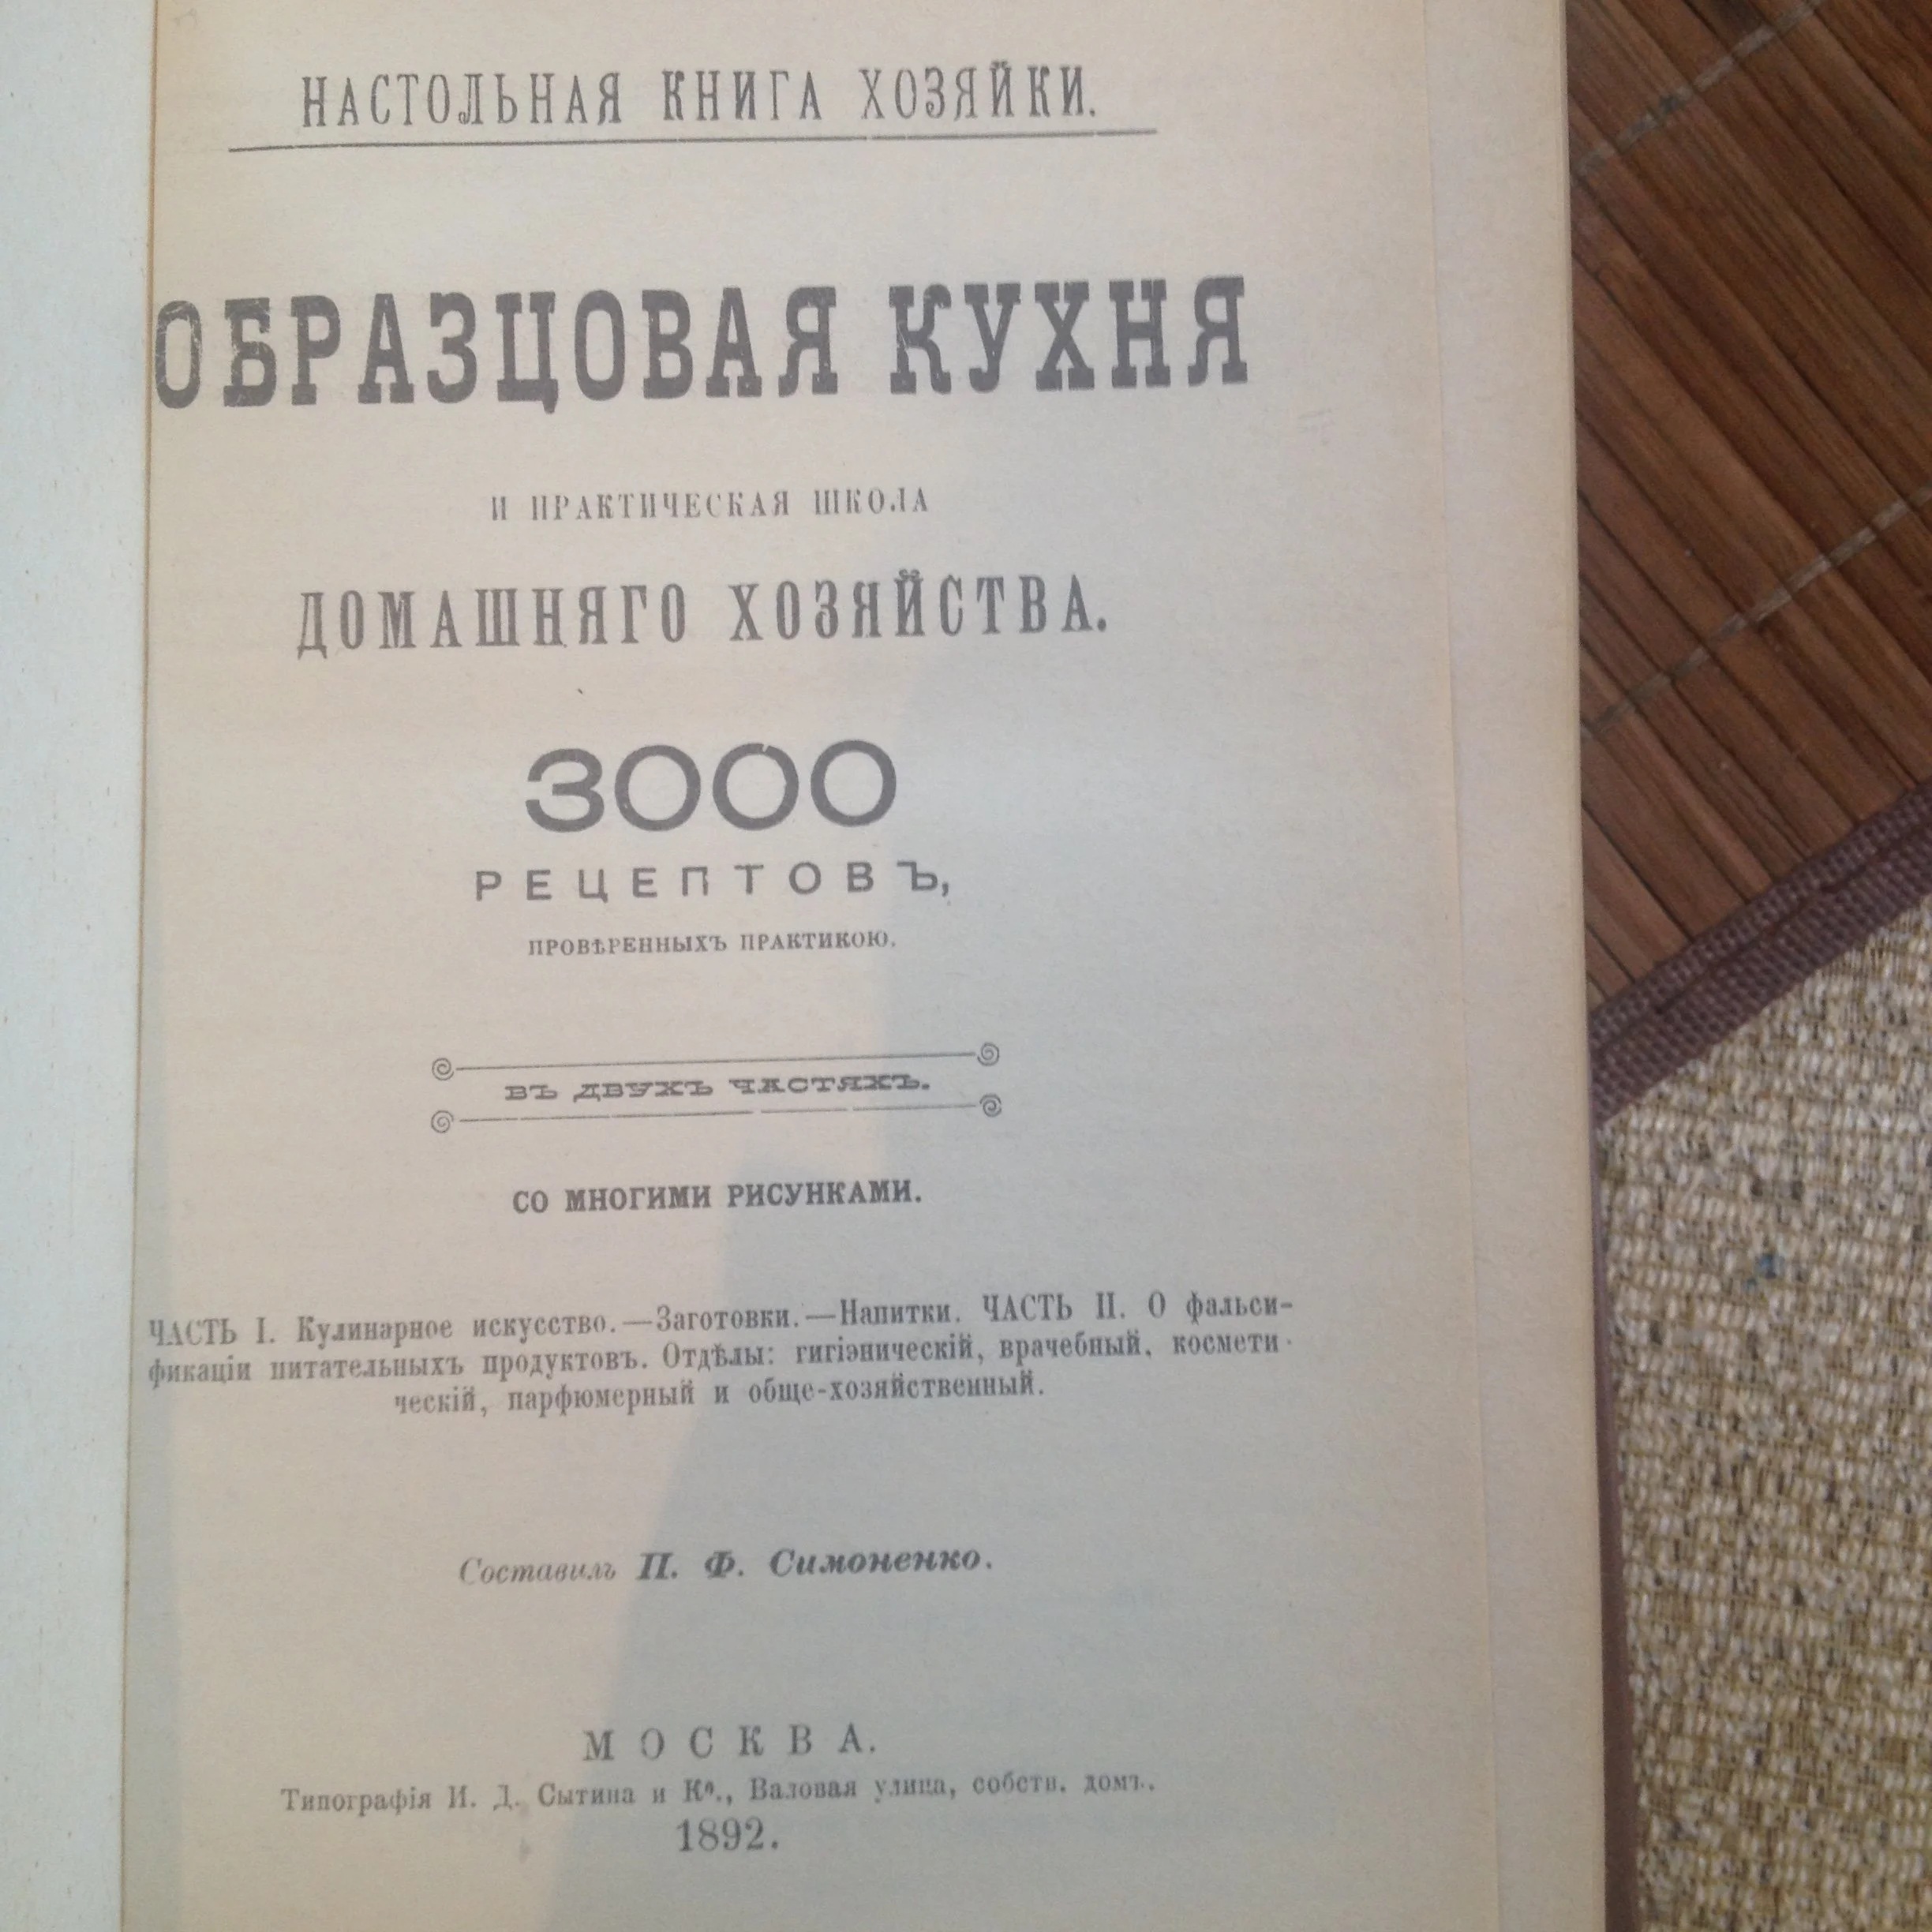 НАСТОЛЬНАЯ КНИГА ХОЗЯЙКИ.
ОБРАЗЦОВАЯ КУХНЯ
И ПРАКТИЧЕСКАЯ ШКОЛА
ДОМАШНЯГО ХОЗЯЙСТВА.
3000
РЕЦЕПТОВЪ,
ПРОВѢРЕННЫХЪ ПРАКТИКОЮ.
ВЪ ДВУХЪ ЧАСТЯХЪ.
СО МНОГИМИ РИСУНКАМИ.
ЧАСТЬ I. Кулинарное искусство.—Заготовки.—Напитки. ЧАСТЬ II. О фальси-
фикаціи питательныхъ продуктовъ. Отдѣлы: гигіэническій, врачебный, космети-
ческій, парфюмерный и обще-хозяйственный.
Составилъ П. Ф. Симоненко.
МОСКВА.
Типографія И. Д. Сытина и Кº., Валовая улица, собств. домъ.
1892.